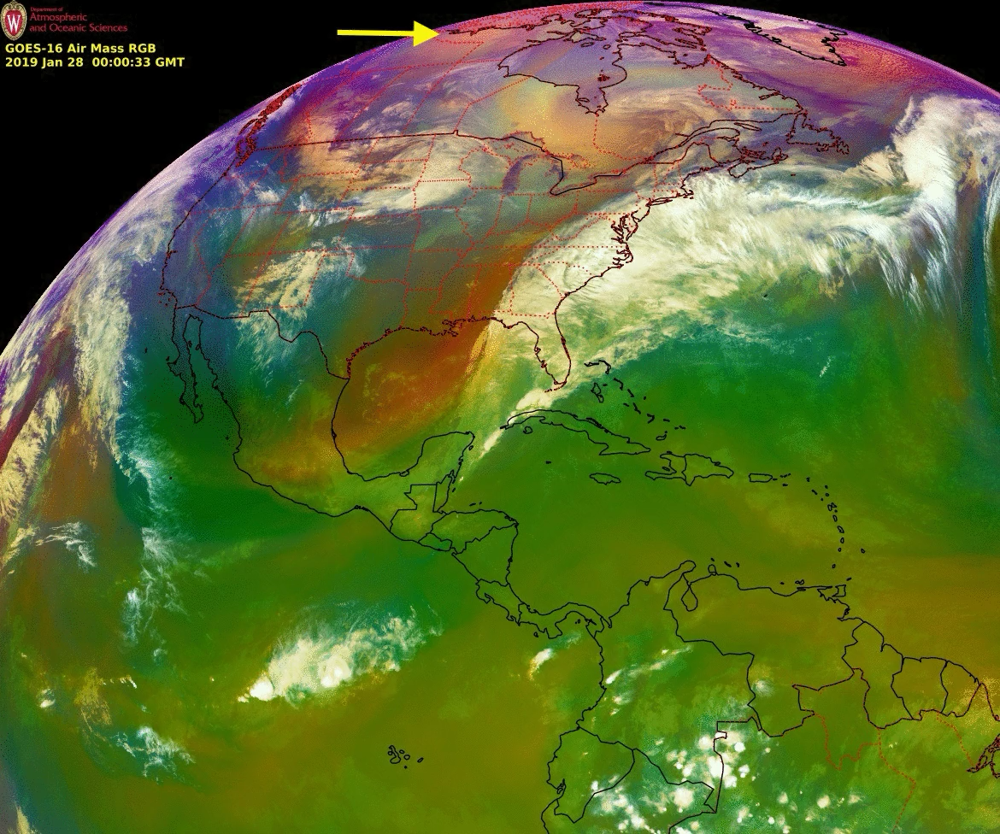 Department of
Atmospheric
and Oceanic Sciences
W
GOES-16 Air Mass RGB
2019 Jan 28 00:00:33 GMT